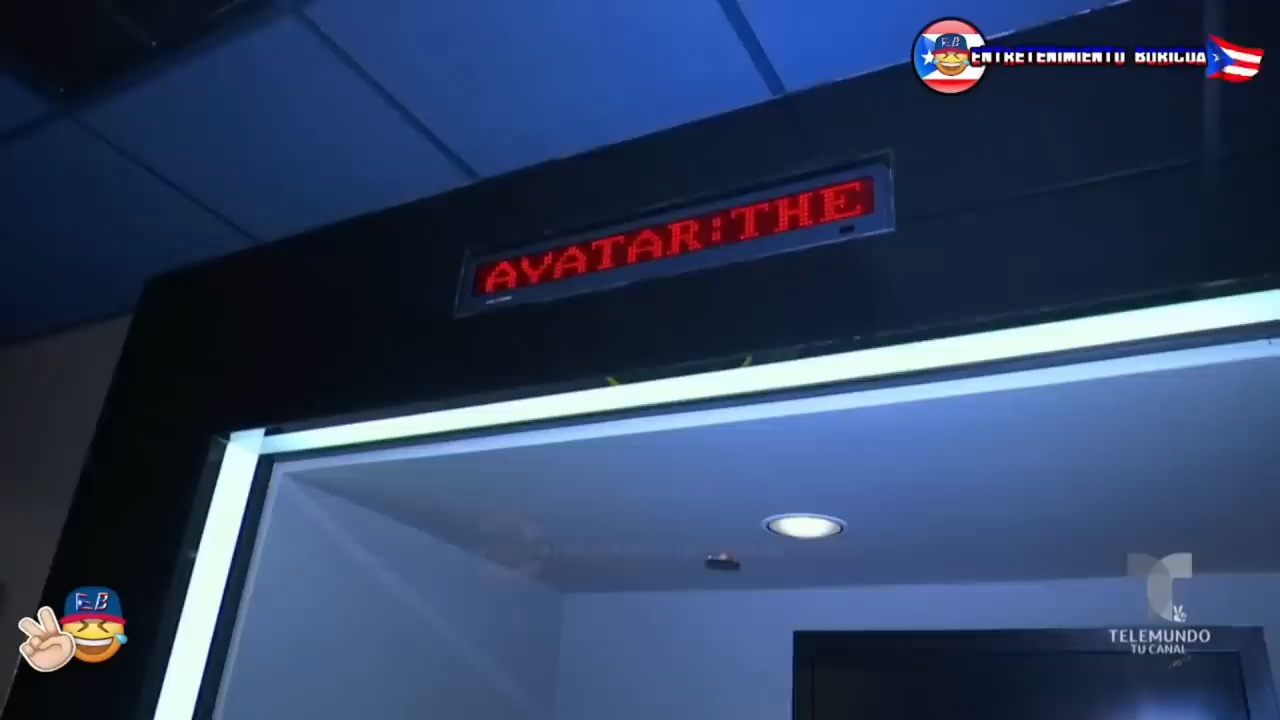 ENTRETENIMIENTO BORICUA
AVATAR:THE
EB
TELEMUNDO
TU CANAL